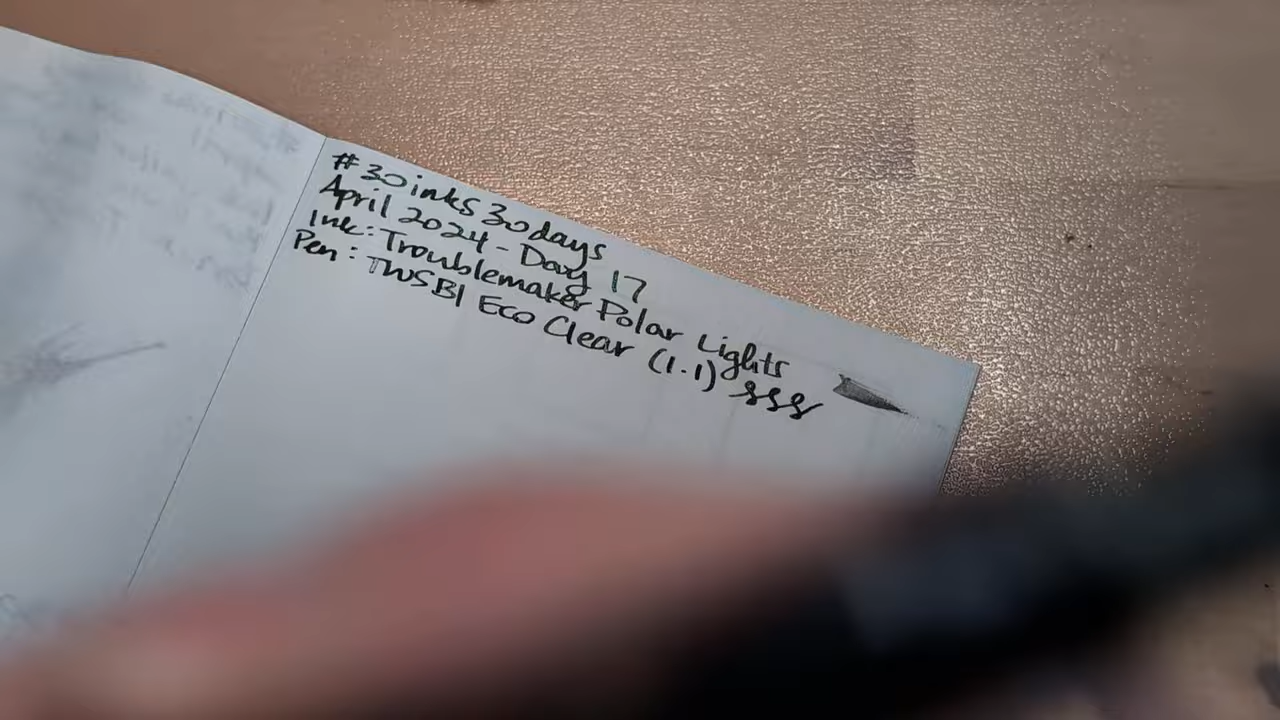 #30inks30days
April 2024 - Day 17
Ink: Troublemaker Polar Lights
Pen: TWSBI Eco Clear (1.1)